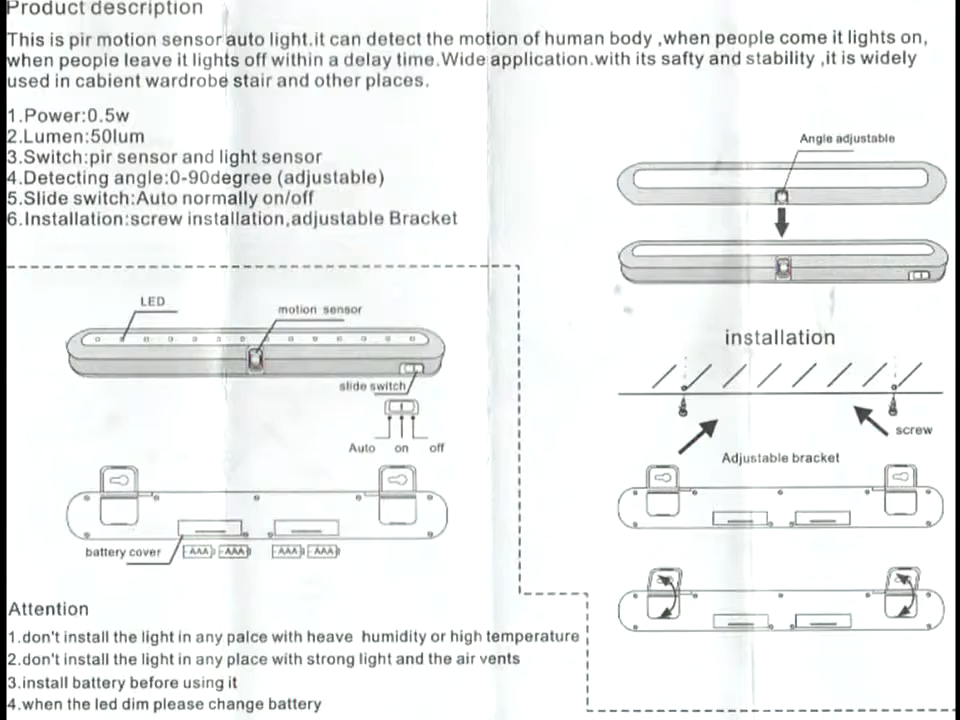 Product description
This is pir motion sensor auto light.it can detect the motion of human body ,when people come it lights on,
when people leave it lights off within a delay time.Wide application.with its safty and stability ,it is widely
used in cabient wardrobe stair and other places.
1.Power:0.5w
2.Lumen:50lum
3.Switch:pir sensor and light sensor
4.Detecting angle:0-90degree (adjustable)
5.Slide switch:Auto normally on/off
6.Installation:screw installation,adjustable Bracket
Angle adjustable
LED
motion sensor
slide switch
Auto on off
battery cover
AAA AAA AAA AAA
installation
screw
Adjustable bracket
Attention
1.don't install the light in any palce with heave humidity or high temperature
2.don't install the light in any place with strong light and the air vents
3.install battery before using it
4.when the led dim please change battery